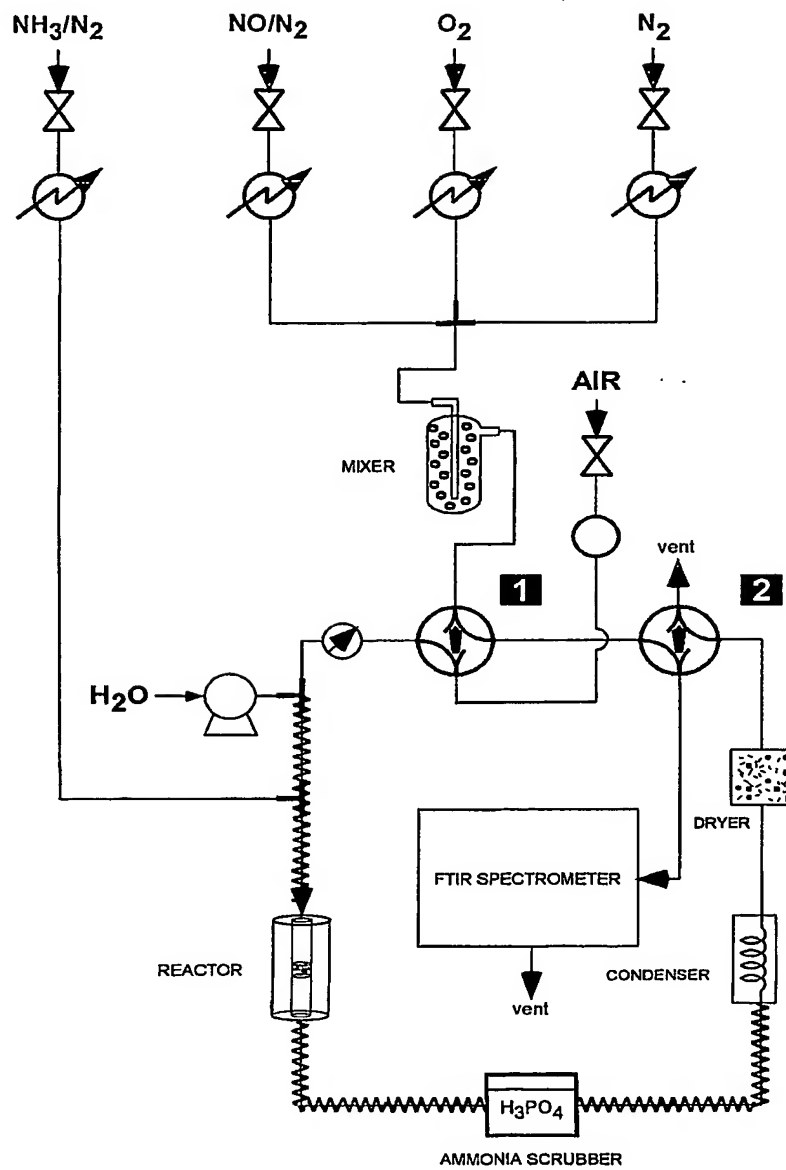 NH3/N2 NO/N2 O2 N2
AIR
MIXER
vent
1 2
H2O
DRYER
FTIR SPECTROMETER
REACTOR
CONDENSER
vent
H3PO4
AMMONIA SCRUBBER